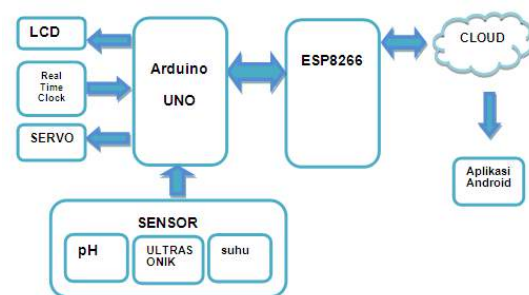 LCD
Real
Time
Clock
SERVO
Arduino
UNO
ESP8266
CLOUD
Aplikasi
Android
SENSOR
pH
ULTRAS
ONIK
suhu